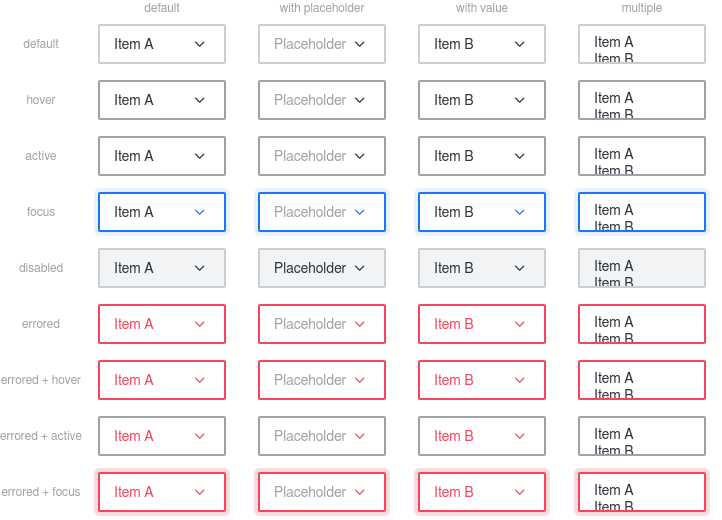 default with placeholder with value multiple
default Item A Placeholder Item B Item A
Item B
hover Item A Placeholder Item B Item A
Item B
active Item A Placeholder Item B Item A
Item B
focus Item A Placeholder Item B Item A
Item B
disabled Item A Placeholder Item B Item A
Item B
errored Item A Placeholder Item B Item A
Item B
errored + hover Item A Placeholder Item B Item A
Item B
errored + active Item A Placeholder Item B Item A
Item B
errored + focus Item A Placeholder Item B Item A
Item B